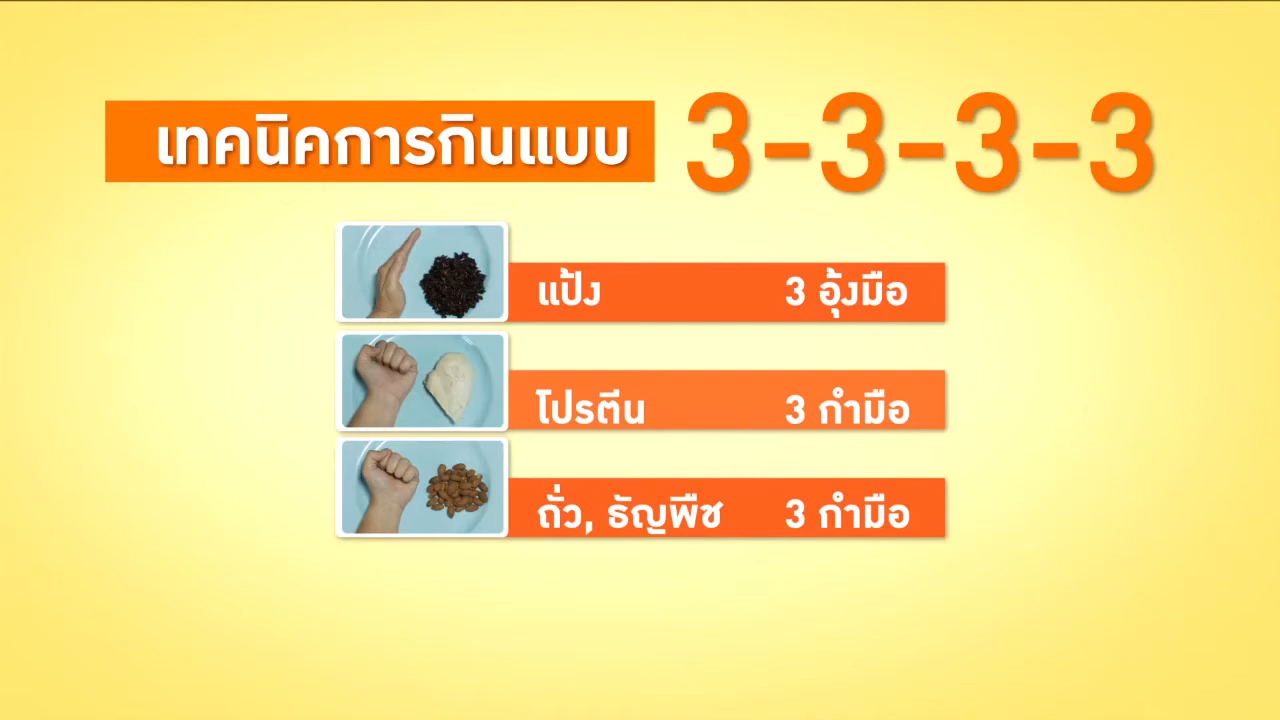 เทคนิคการกินแบบ 3-3-3-3
แป้ง 3 อุ้งมือ
โปรตีน 3 กำมือ
ถั่ว, ธัญพืช 3 กำมือ